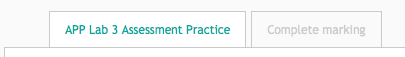 APP Lab 3 Assessment Practice
Complete marking